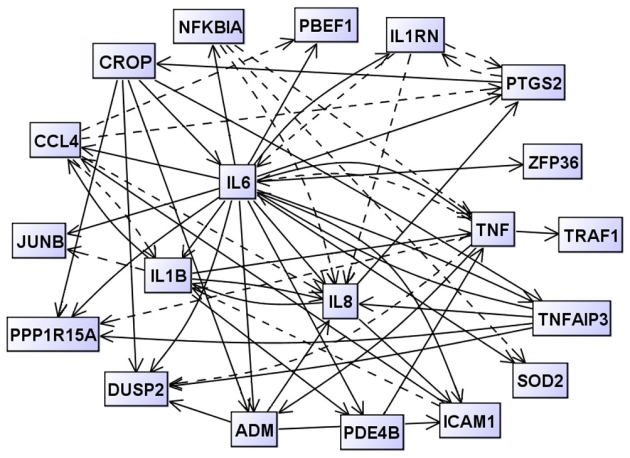 NFKBIA
PBEF1
IL1RN
CROP
PTGS2
CCL4
ZFP36
IL6
JUNB
TNF
TRAF1
IL1B
IL8
TNFAIP3
PPP1R15A
DUSP2
SOD2
ADM
PDE4B
ICAM1